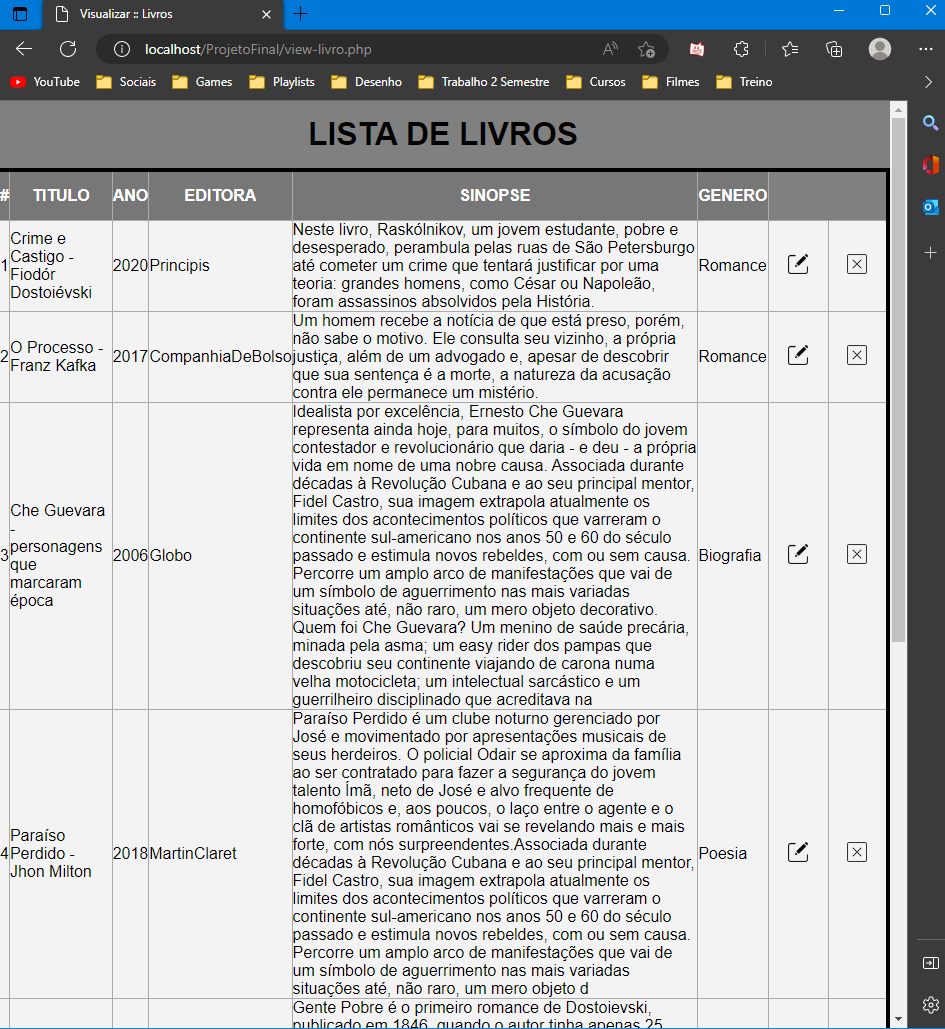 Visualizar :: Livros
localhost/ProjetoFinal/view-livro.php
YouTube Sociais Games Playlists Desenho Trabalho 2 Semestre Cursos Filmes Treino
LISTA DE LIVROS
# TITULO ANO EDITORA SINOPSE GENERO
1
Crime e
Castigo -
Fiodór
Dostoiévski
2020
Principis
Neste livro, Raskólnikov, um jovem estudante, pobre e
desesperado, perambula pelas ruas de São Petersburgo
até cometer um crime que tentará justificar por uma
teoria: grandes homens, como César ou Napoleão,
foram assassinos absolvidos pela História.
Romance
2
O Processo -
Franz Kafka
2017
CompanhiaDeBolso
Um homem recebe a notícia de que está preso, porém,
não sabe o motivo. Ele consulta seu vizinho, a própria
justiça, além de um advogado e, apesar de descobrir
que sua sentença é a morte, a natureza da acusação
contra ele permanece um mistério.
Romance
3
Che Guevara
-
personagens
que
marcaram
época
2006
Globo
Idealista por excelência, Ernesto Che Guevara
representa ainda hoje, para muitos, o símbolo do jovem
contestador e revolucionário que daria - e deu - a própria
vida em nome de uma nobre causa. Associada durante
décadas à Revolução Cubana e ao seu principal mentor,
Fidel Castro, sua imagem extrapola atualmente os
limites dos acontecimentos políticos que varreram o
continente sul-americano nos anos 50 e 60 do século
passado e estimula novos rebeldes, com ou sem causa.
Percorre um amplo arco de manifestações que vai de
um símbolo de aguerrimento nas mais variadas
situações até, não raro, um mero objeto decorativo.
Quem foi Che Guevara? Um menino de saúde precária,
minada pela asma; um easy rider dos pampas que
descobriu seu continente viajando de carona numa
velha motocicleta; um intelectual sarcástico e um
guerrilheiro disciplinado que acreditava na
Biografia
4
Paraíso
Perdido -
Jhon Milton
2018
MartinClaret
Paraíso Perdido é um clube noturno gerenciado por
José e movimentado por apresentações musicais de
seus herdeiros. O policial Odair se aproxima da família
ao ser contratado para fazer a segurança do jovem
talento Ímã, neto de José e alvo frequente de
homofóbicos e, aos poucos, o laço entre o agente e o
clã de artistas românticos vai se revelando mais e mais
forte, com nós surpreendentes.Associada durante
décadas à Revolução Cubana e ao seu principal mentor,
Fidel Castro, sua imagem extrapola atualmente os
limites dos acontecimentos políticos que varreram o
continente sul-americano nos anos 50 e 60 do século
passado e estimula novos rebeldes, com ou sem causa.
Percorre um amplo arco de manifestações que vai de
um símbolo de aguerrimento nas mais variadas
situações até, não raro, um mero objeto d
Poesia
Gente Pobre é o primeiro romance de Dostoievski,
publicado em 1846, quando o autor tinha apenas 25